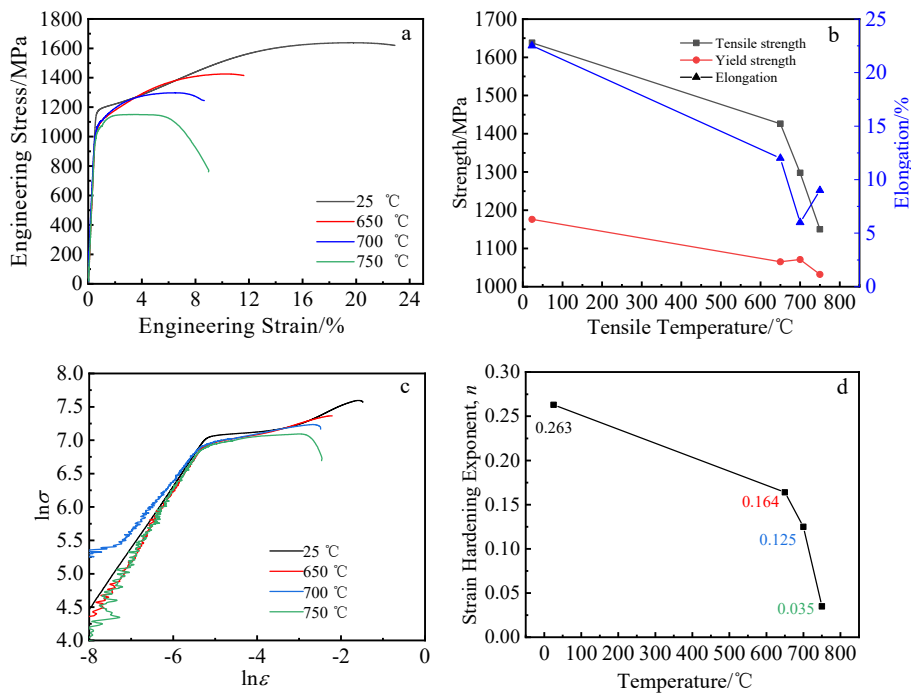 a
Engineering Stress/MPa
1800
1600
1400
1200
1000
800
600
400
200
0
0 4 8 12 16 20 24
Engineering Strain/%
25 ℃
650 ℃
700 ℃
750 ℃
b
Strength/MPa
1700
1600
1500
1400
1300
1200
1100
1000
0 100 200 300 400 500 600 700 800
Tensile Temperature/℃
Tensile strength
Yield strength
Elongation
25
20
15
10
5
0
Elongation/%
c
lnσ
8.0
7.5
7.0
6.5
6.0
5.5
5.0
4.5
4.0
-8 -6 -4 -2 0
lnε
25 ℃
650 ℃
700 ℃
750 ℃
d
Strain Hardening Exponent, n
0.30
0.25
0.20
0.15
0.10
0.05
0.00
0.263
0.164
0.125
0.035
0 100 200 300 400 500 600 700 800
Temperature/℃